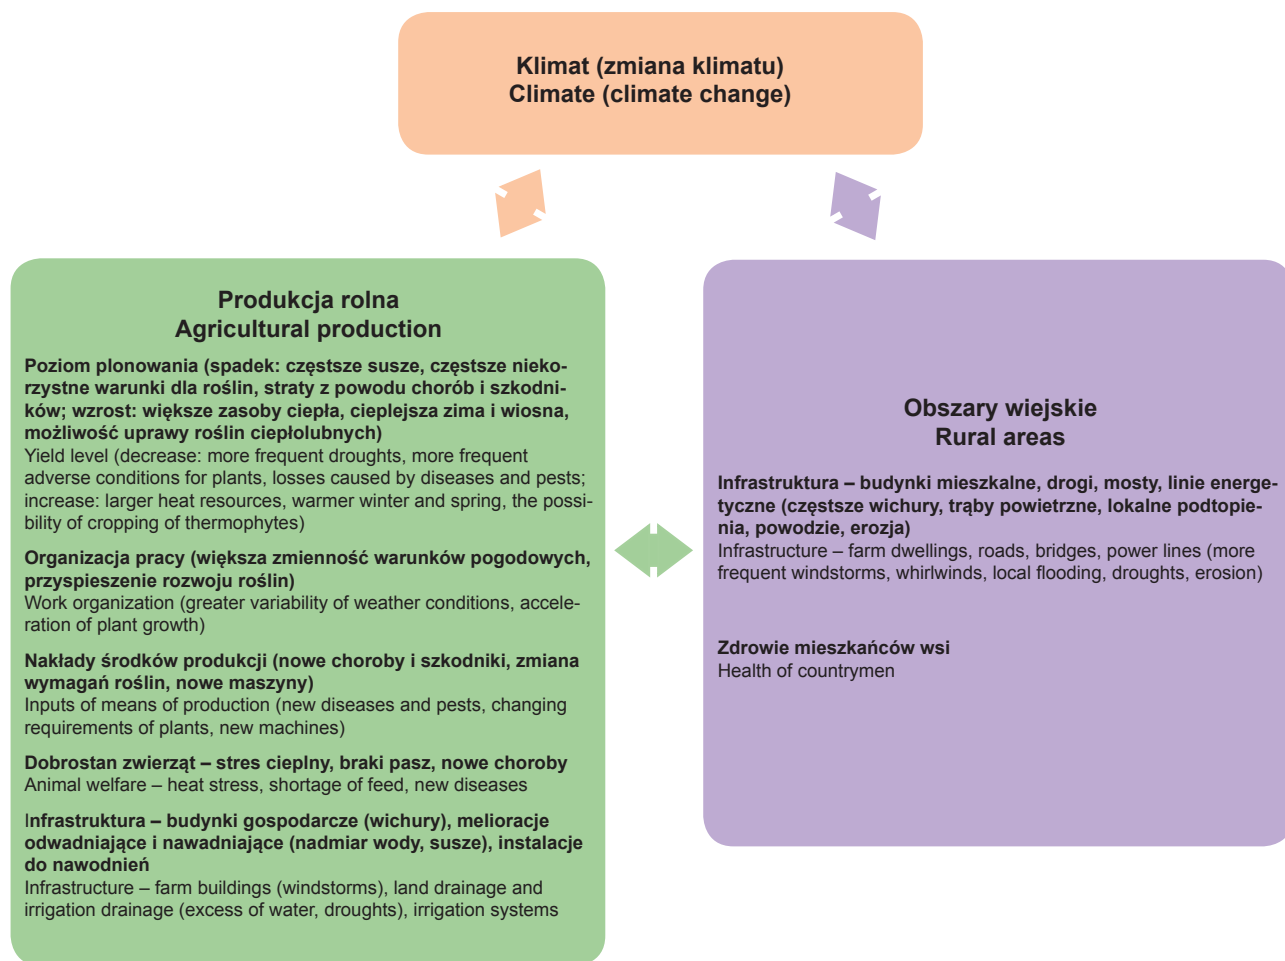 Klimat (zmiana klimatu)
Climate (climate change)
Produkcja rolna
Agricultural production
Poziom plonowania (spadek: częstsze susze, częstsze nieko-
rzystne warunki dla roślin, straty z powodu chorób i szkodni-
ków; wzrost: większe zasoby ciepła, cieplejsza zima i wiosna,
możliwość uprawy roślin ciepłolubnych)
Yield level (decrease: more frequent droughts, more frequent
adverse conditions for plants, losses caused by diseases and pests;
increase: larger heat resources, warmer winter and spring, the possi-
bility of cropping of thermophytes)
Organizacja pracy (większa zmienność warunków pogodowych,
przyspieszenie rozwoju roślin)
Work organization (greater variability of weather conditions, accele-
ration of plant growth)
Nakłady środków produkcji (nowe choroby i szkodniki, zmiana
wymagań roślin, nowe maszyny)
Inputs of means of production (new diseases and pests, changing
requirements of plants, new machines)
Dobrostan zwierząt – stres cieplny, braki pasz, nowe choroby
Animal welfare – heat stress, shortage of feed, new diseases
Infrastruktura – budynki gospodarcze (wichury), melioracje
odwadniające i nawadniające (nadmiar wody, susze), instalacje
do nawodnień
Infrastructure – farm buildings (windstorms), land drainage and
irrigation drainage (excess of water, droughts), irrigation systems
Obszary wiejskie
Rural areas
Infrastruktura – budynki mieszkalne, drogi, mosty, linie energe-
tyczne (częstsze wichury, trąby powietrzne, lokalne podtopie-
nia, powodzie, erozja)
Infrastructure – farm dwellings, roads, bridges, power lines (more
frequent windstorms, whirlwinds, local flooding, droughts, erosion)
Zdrowie mieszkańców wsi
Health of countrymen